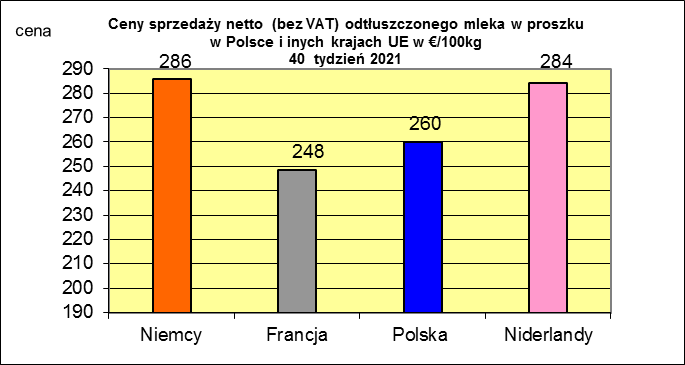 Ceny sprzedaży netto (bez VAT) odtłuszczonego mleka w proszku
w Polsce i inych krajach UE w €/100kg
40 tydzień 2021
cena
286
248
260
284
290
280
270
260
250
240
230
220
210
200
190
Niemcy
Francja
Polska
Niderlandy